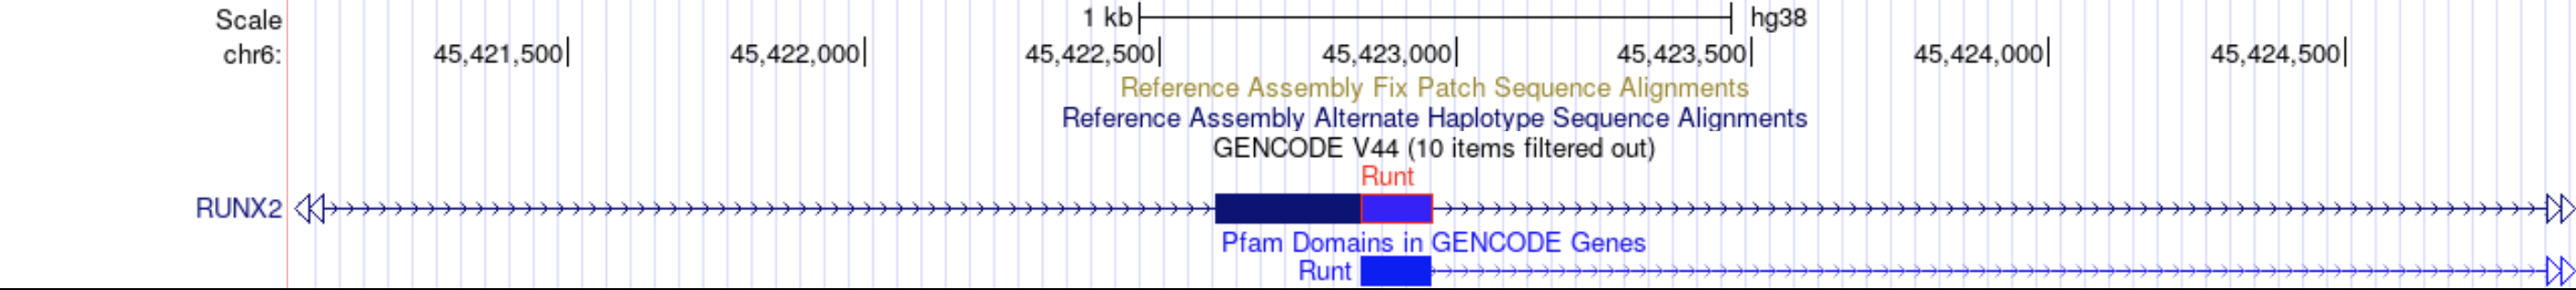 Scale 1 kb hg38
chr6: 45,421,500 45,422,000 45,422,500 45,423,000 45,423,500 45,424,000 45,424,500
Reference Assembly Fix Patch Sequence Alignments
Reference Assembly Alternate Haplotype Sequence Alignments
GENCODE V44 (10 items filtered out)
Runt
RUNX2
Pfam Domains in GENCODE Genes
Runt